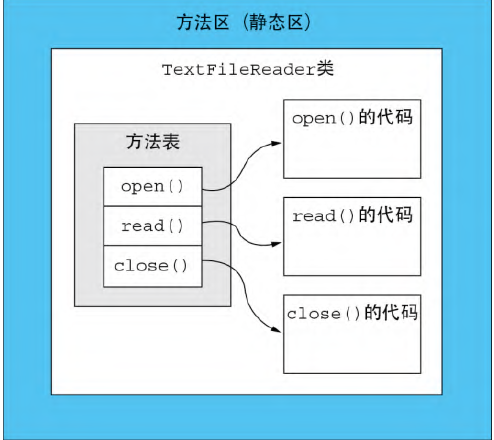 方法区（静态区）
TextFileReader类
方法表
open()
read()
close()
open()的代码
read()的代码
close()的代码